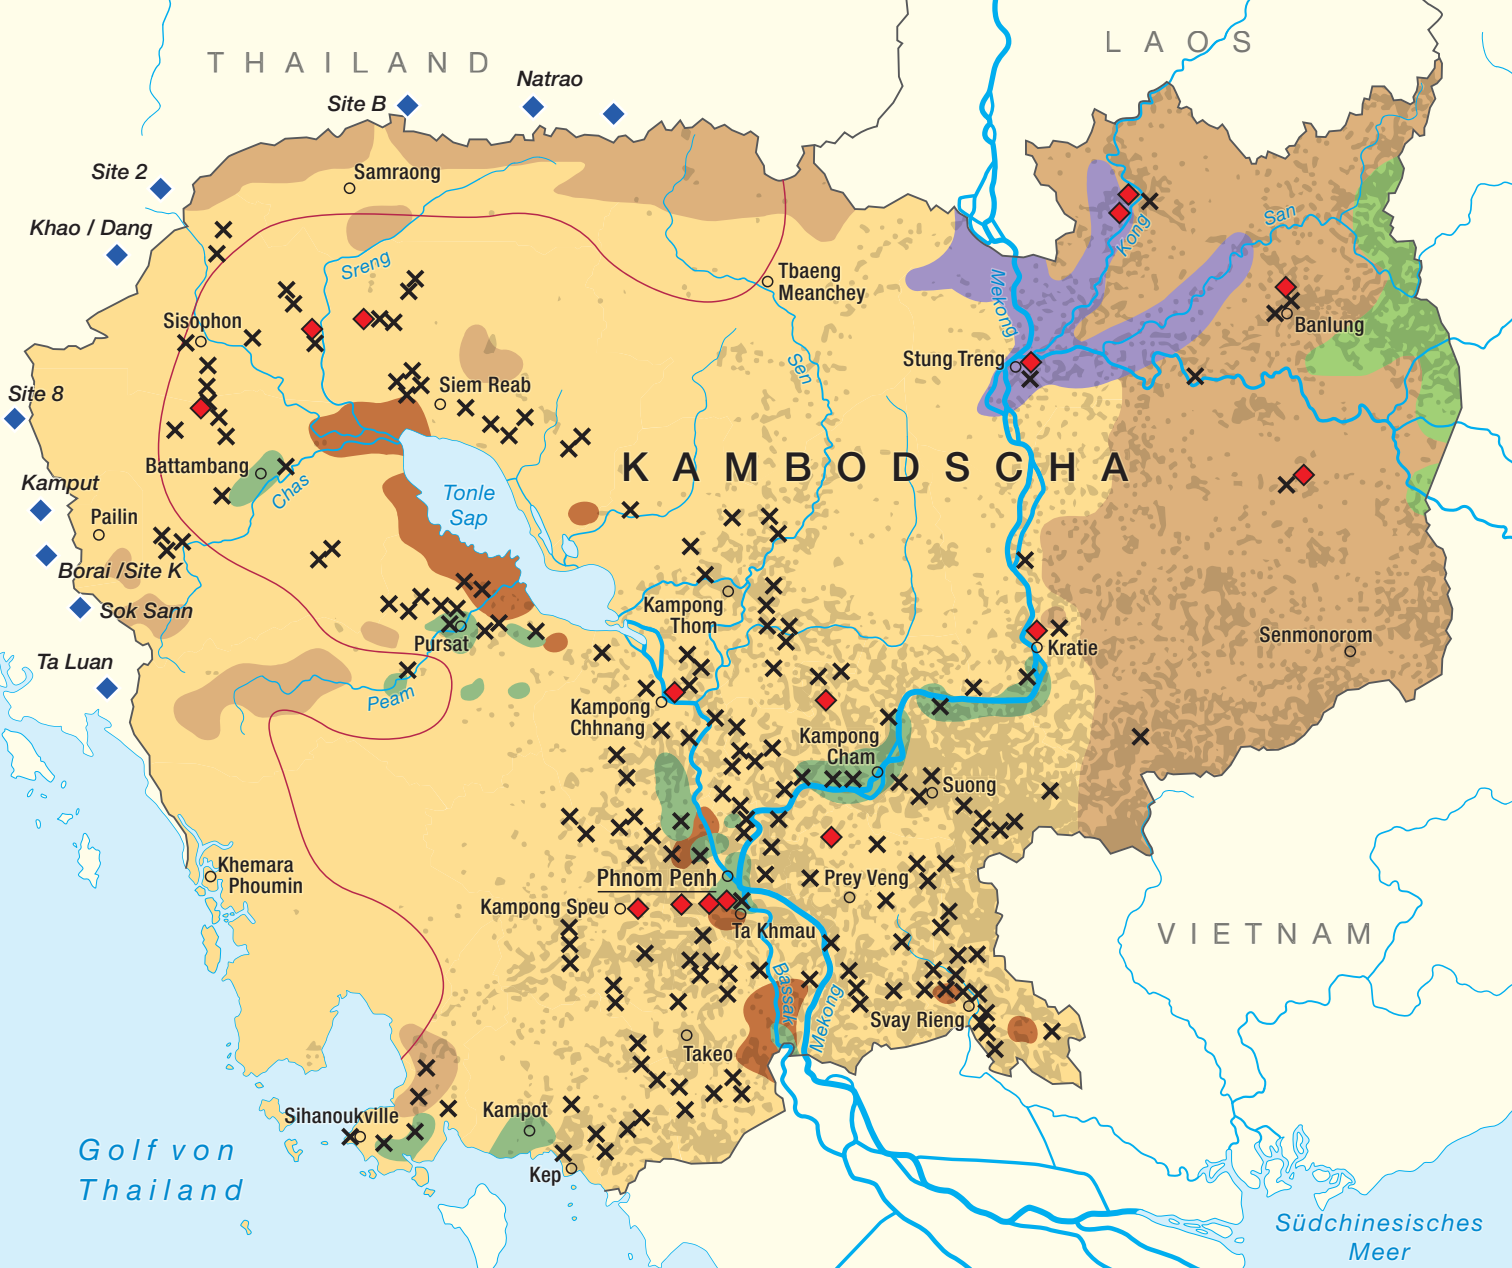 THAILAND
LAOS
Natrao
Site B
Site 2
Samraong
Khao / Dang
San
Kong
Sreng
Tbaeng
Meanchey
Mekong
Sisophon
Banlung
Stung Treng
Sen
Siem Reab
Site 8
KAMBODSCHA
Battambang
Chas
Tonle
Sap
Kamput
Pailin
Borai /Site K
Sok Sann
Kampong
Thom
Pursat
Kratie
Senmonorom
Ta Luan
Peam
Kampong
Chhnang
Kampong
Cham
Suong
Khemara
Phoumin
Phnom Penh
Prey Veng
Kampong Speu
Ta Khmau
VIETNAM
Bassak
Mekong
Svay Rieng
Takeo
Sihanoukville
Kampot
Kep
Golf von
Thailand
Südchinesisches
Meer